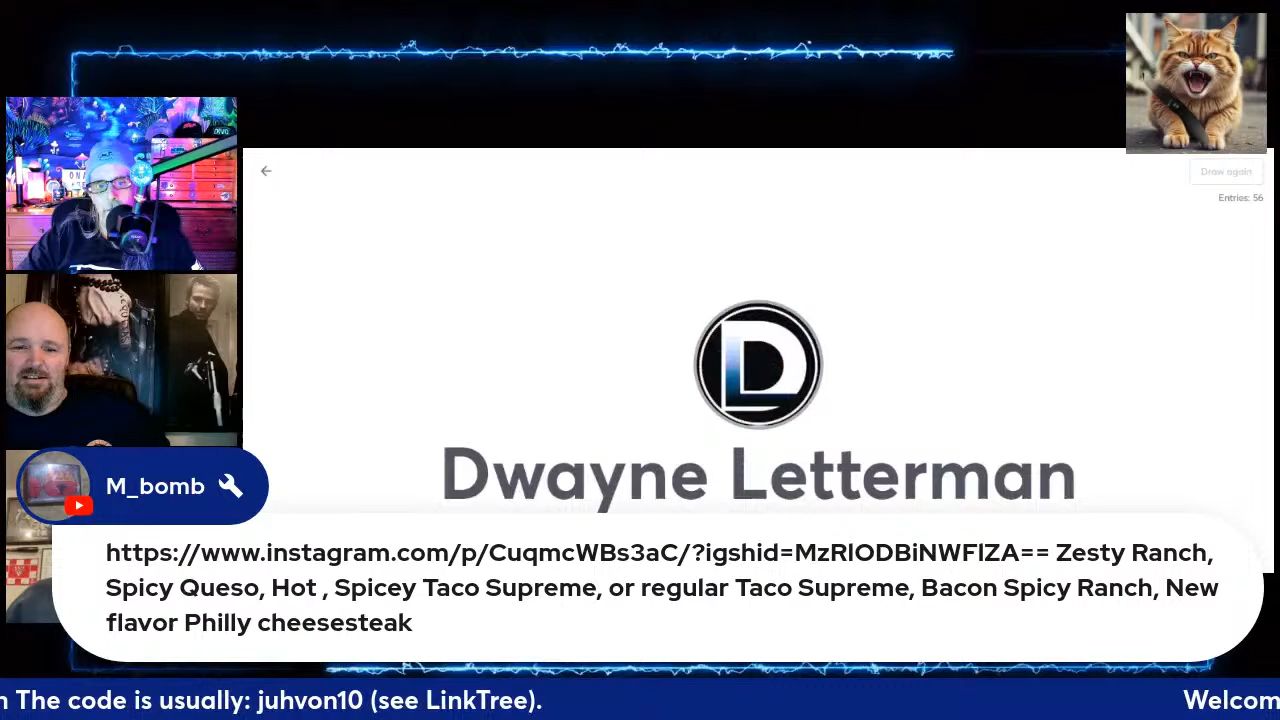 Draw again
Entries: 56
D
Dwayne Letterman
M_bomb
https://www.instagram.com/p/CuqmcWBs3aC/?igshid=MzRlODBiNWFlZA== Zesty Ranch,
Spicy Queso, Hot , Spicey Taco Supreme, or regular Taco Supreme, Bacon Spicy Ranch, New
flavor Philly cheesesteak
n The code is usually: juhvon10 (see LinkTree).
Welcom